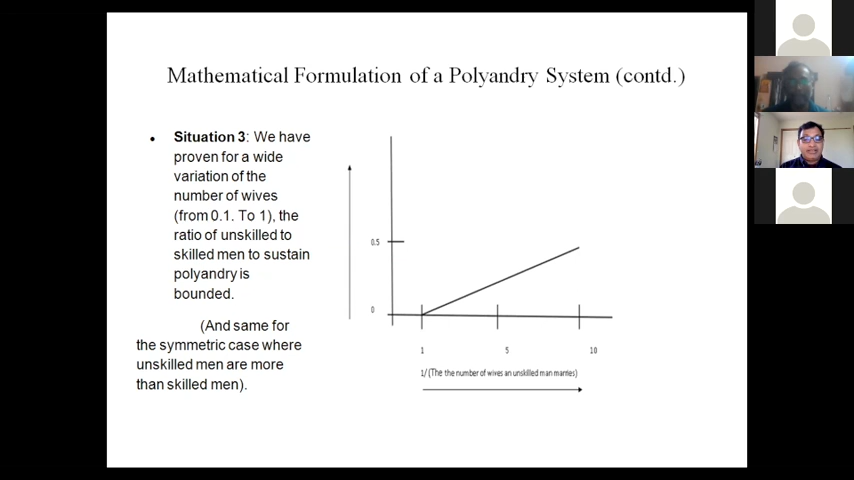 Mathematical Formulation of a Polyandry System (contd.)
• Situation 3: We have
proven for a wide
variation of the
number of wives
(from 0.1. To 1), the
ratio of unskilled to
skilled men to sustain
polyandry is
bounded.
(And same for
the symmetric case where
unskilled men are more
than skilled men).
0.5
0
1 5 10
1/ (The the number of wives an unskilled man marries)